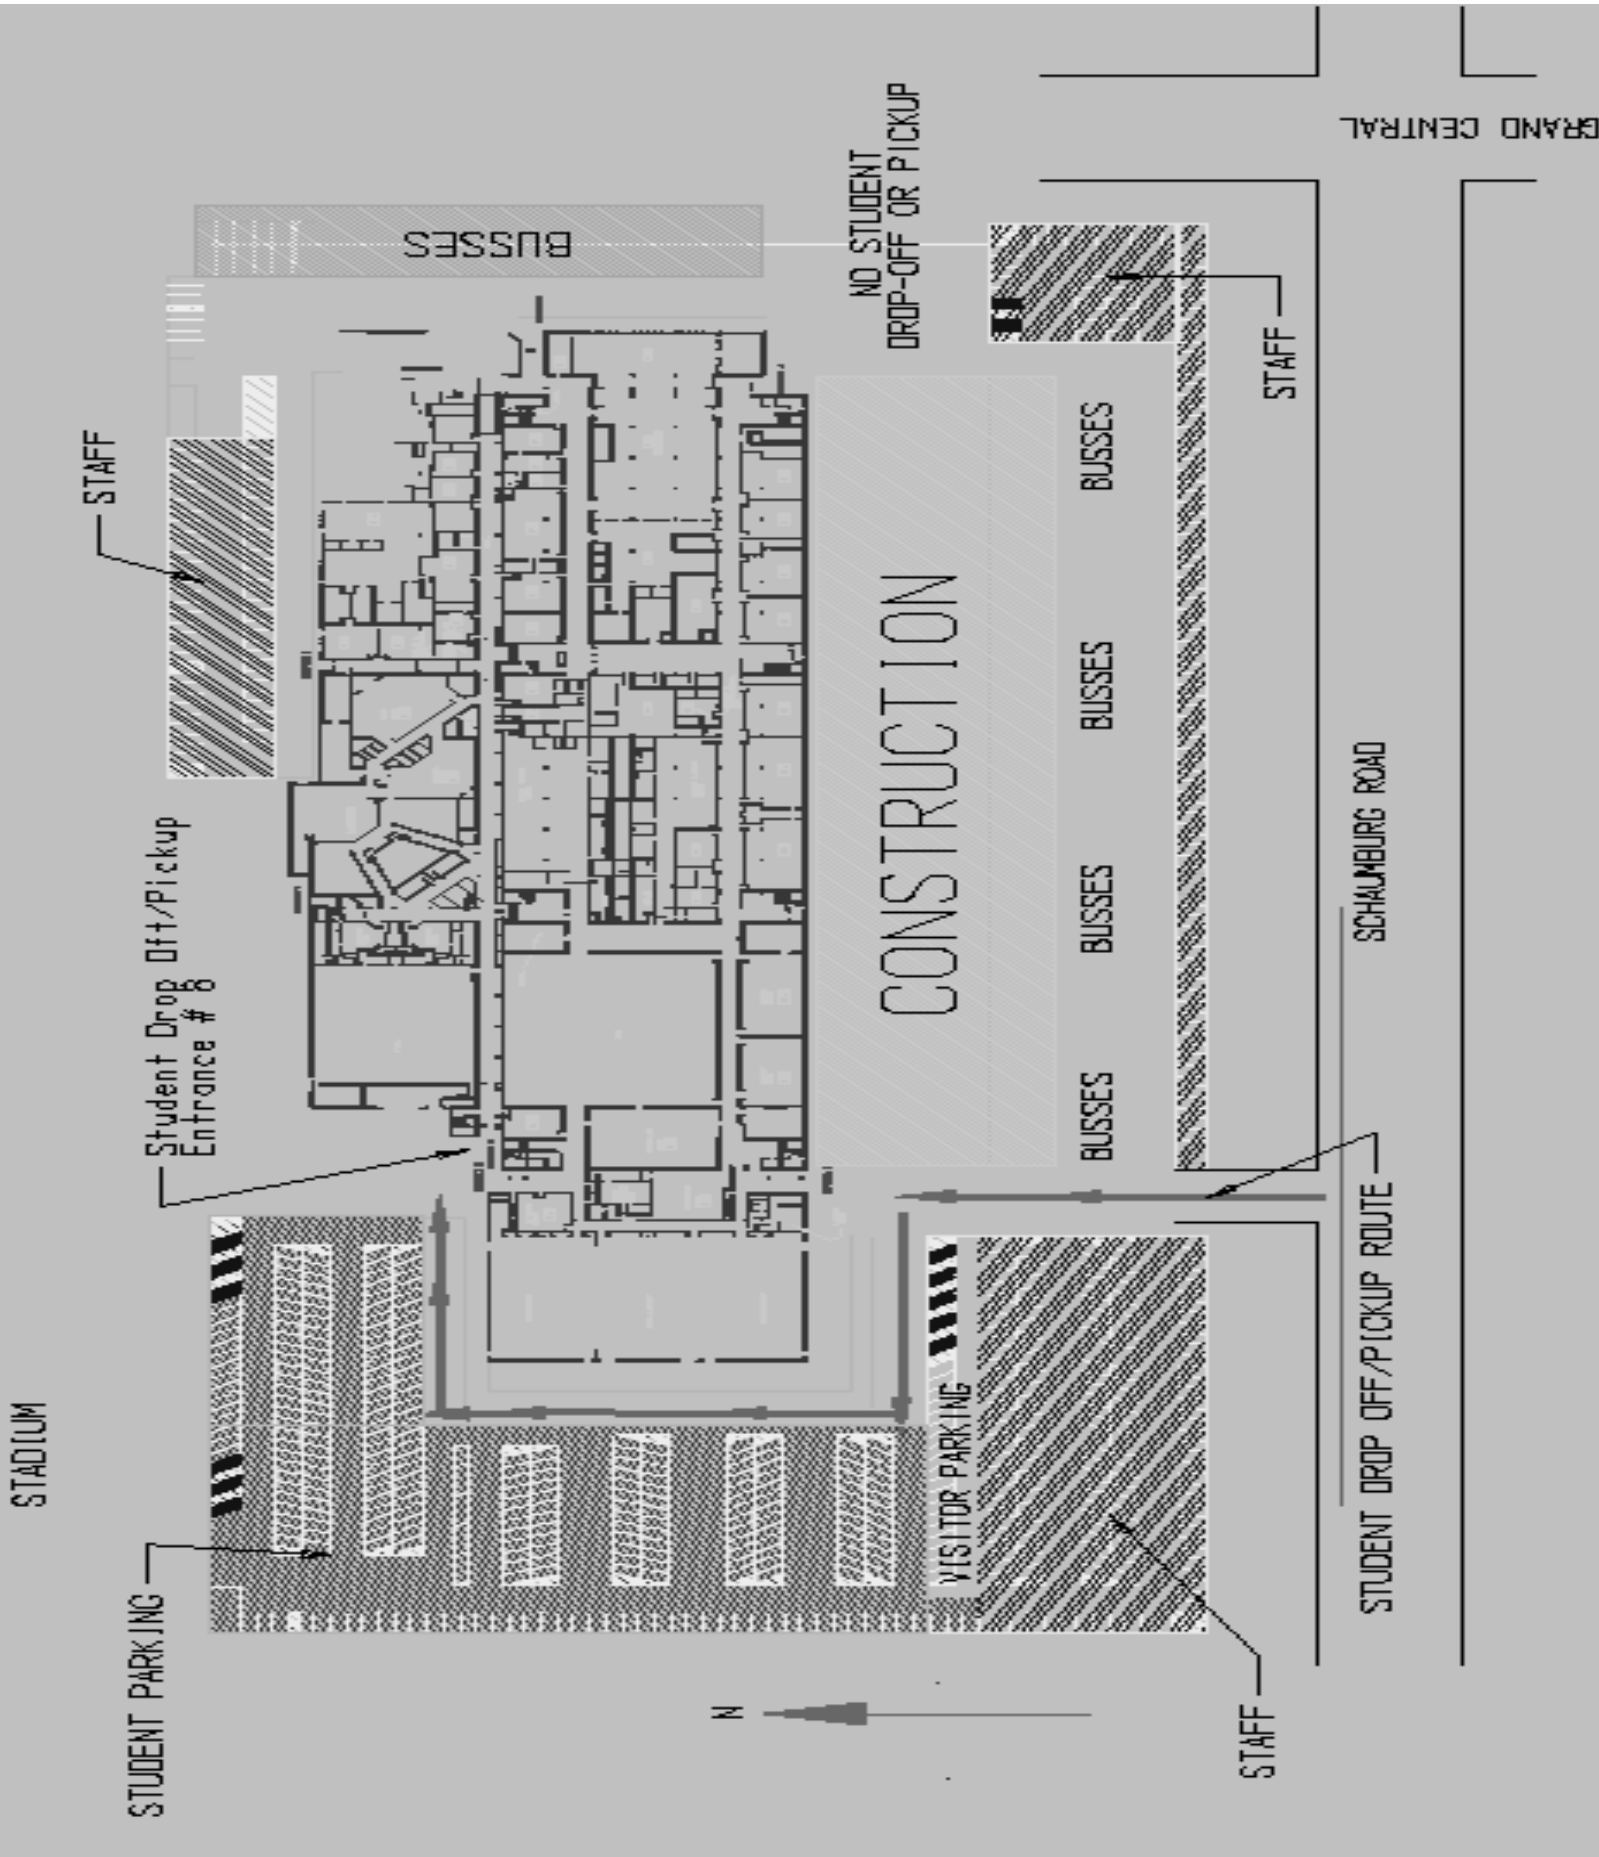 STADIUM
STUDENT PARKING
Student Drop Off/Pickup
Entrance # 8
STAFF
BUSSES
NO STUDENT
DROP-OFF OR PICKUP
CONSTRUCTION
VISITOR PARKING
BUSSES
BUSSES
BUSSES
BUSSES
STAFF
STAFF
STUDENT DROP OFF/PICKUP ROUTE
SCHAUMBURG ROAD
GRAND CENTRAL
N